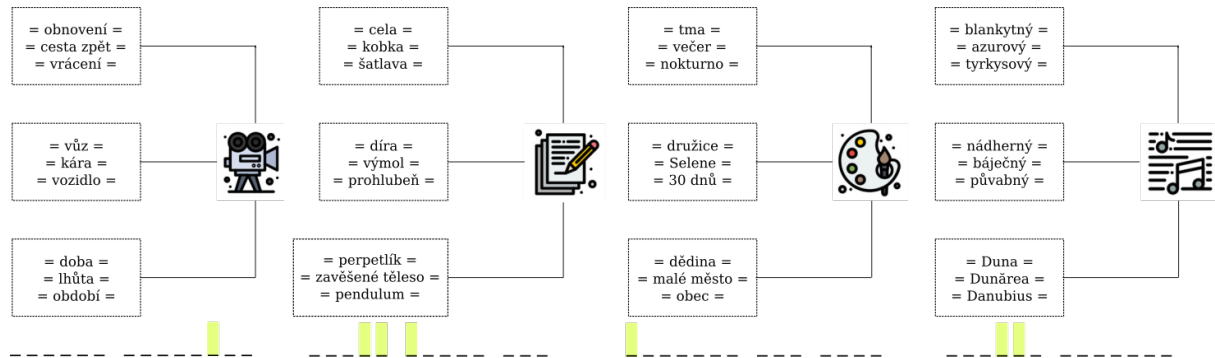 = obnovení =
= cesta zpět =
= vrácení =
= vůz =
= kára =
= vozidlo =
= doba =
= lhůta =
= období =
= cela =
= kobka =
= šatlava =
= díra =
= výmol =
= prohlubeň =
= perpetlík =
= zavěšené těleso =
= pendulum =
= tma =
= večer =
= nokturno =
= družice =
= Selene =
= 30 dnů =
= dědina =
= malé město =
= obec =
= blankytný =
= azurový =
= tyrkysový =
= nádherný =
= báječný =
= půvabný =
= Duna =
= Dunărea =
= Danubius =